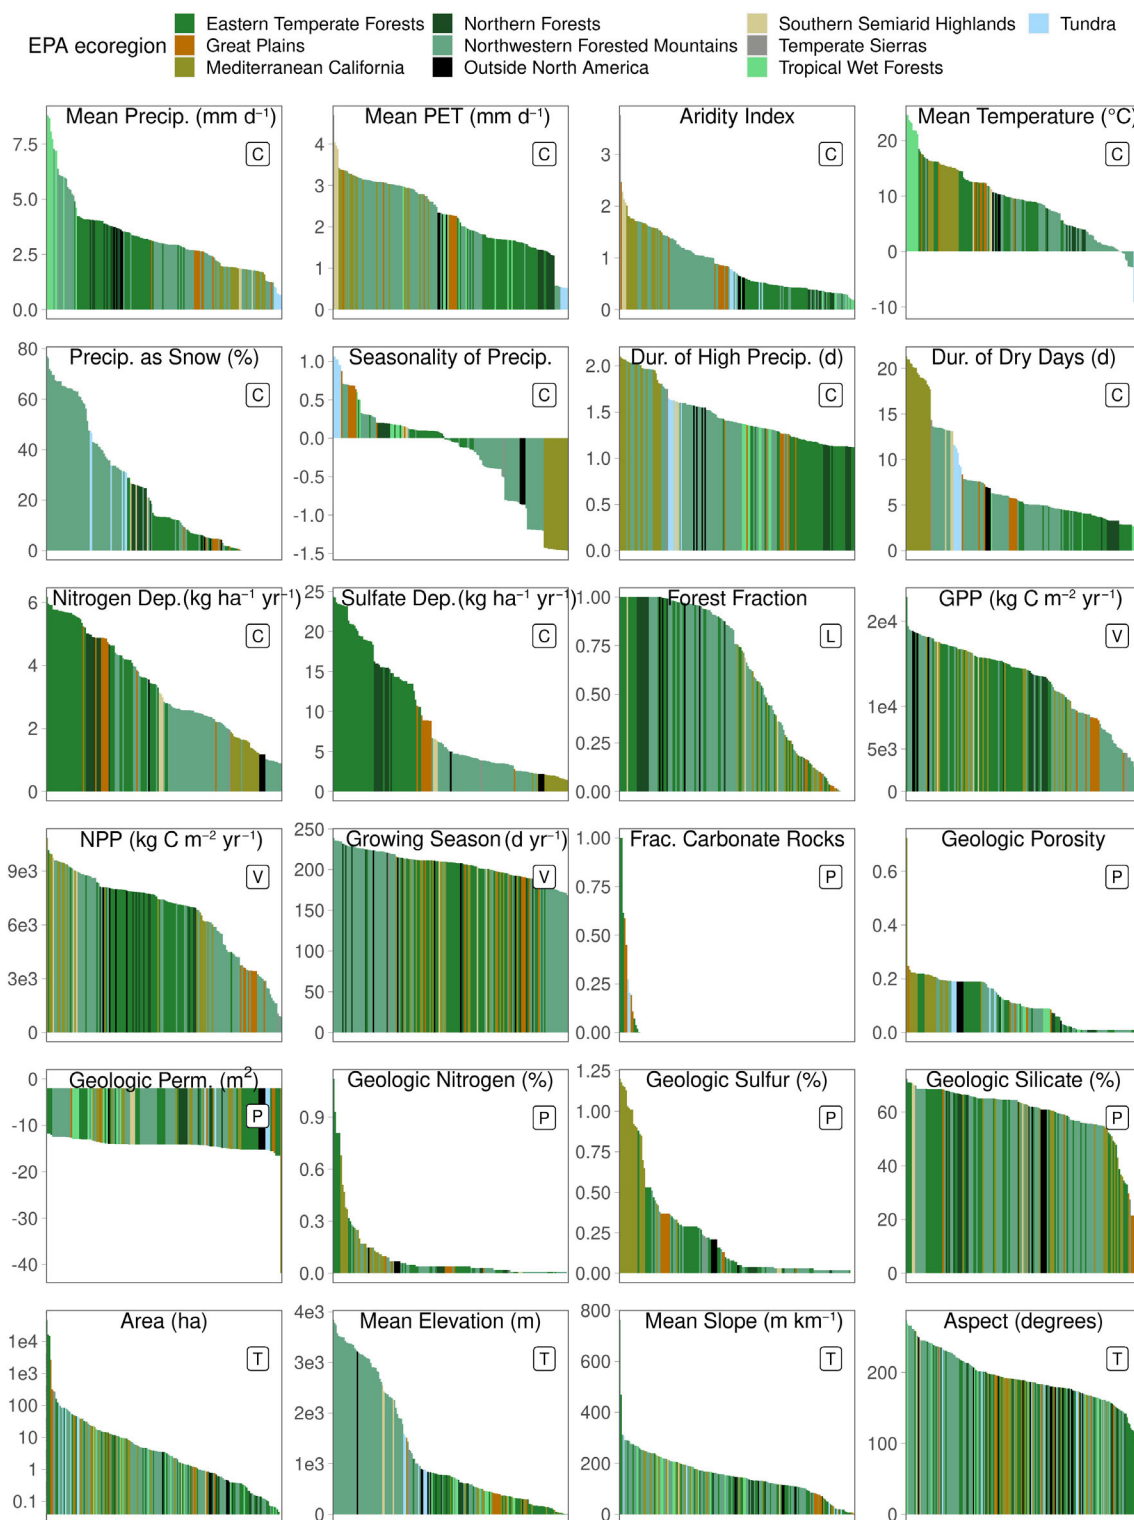 EPA ecoregion
Eastern Temperate Forests
Great Plains
Mediterranean California
Northern Forests
Northwestern Forested Mountains
Outside North America
Southern Semiarid Highlands
Temperate Sierras
Tropical Wet Forests
Tundra
Mean Precip. (mm d⁻¹)
C
7.5
5.0
2.5
0.0
Mean PET (mm d⁻¹)
C
4
3
2
1
0
Aridity Index
C
3
2
1
0
Mean Temperature (°C)
C
20
10
0
-10
Precip. as Snow (%)
C
80
60
40
20
0
Seasonality of Precip.
C
1.0
0.5
0.0
-0.5
-1.0
-1.5
Dur. of High Precip. (d)
C
2.0
1.5
1.0
0.5
0.0
Dur. of Dry Days (d)
C
20
15
10
5
0
Nitrogen Dep. (kg ha⁻¹ yr⁻¹)
C
6
4
2
0
Sulfate Dep. (kg ha⁻¹ yr⁻¹)
C
25
20
15
10
5
0
Forest Fraction
L
1.00
0.75
0.50
0.25
0.00
GPP (kg C m⁻² yr⁻¹)
V
2e4
1e4
5e3
0
NPP (kg C m⁻² yr⁻¹)
V
9e3
6e3
3e3
0
Growing Season (d yr⁻¹)
V
250
200
150
100
50
0
Frac. Carbonate Rocks
P
1.00
0.75
0.50
0.25
0.00
Geologic Porosity
P
0.6
0.4
0.2
0.0
Geologic Perm. (m²)
P
0
-10
-20
-30
-40
Geologic Nitrogen (%)
P
0.9
0.6
0.3
0.0
Geologic Sulfur (%)
P
1.25
1.00
0.75
0.50
0.25
0.00
Geologic Silicate (%)
P
60
40
20
0
Area (ha)
T
1e4
1e3
100
10
1
0.1
Mean Elevation (m)
T
4e3
3e3
2e3
1e3
0
Mean Slope (m km⁻¹)
T
800
600
400
200
0
Aspect (degrees)
T
200
100
0